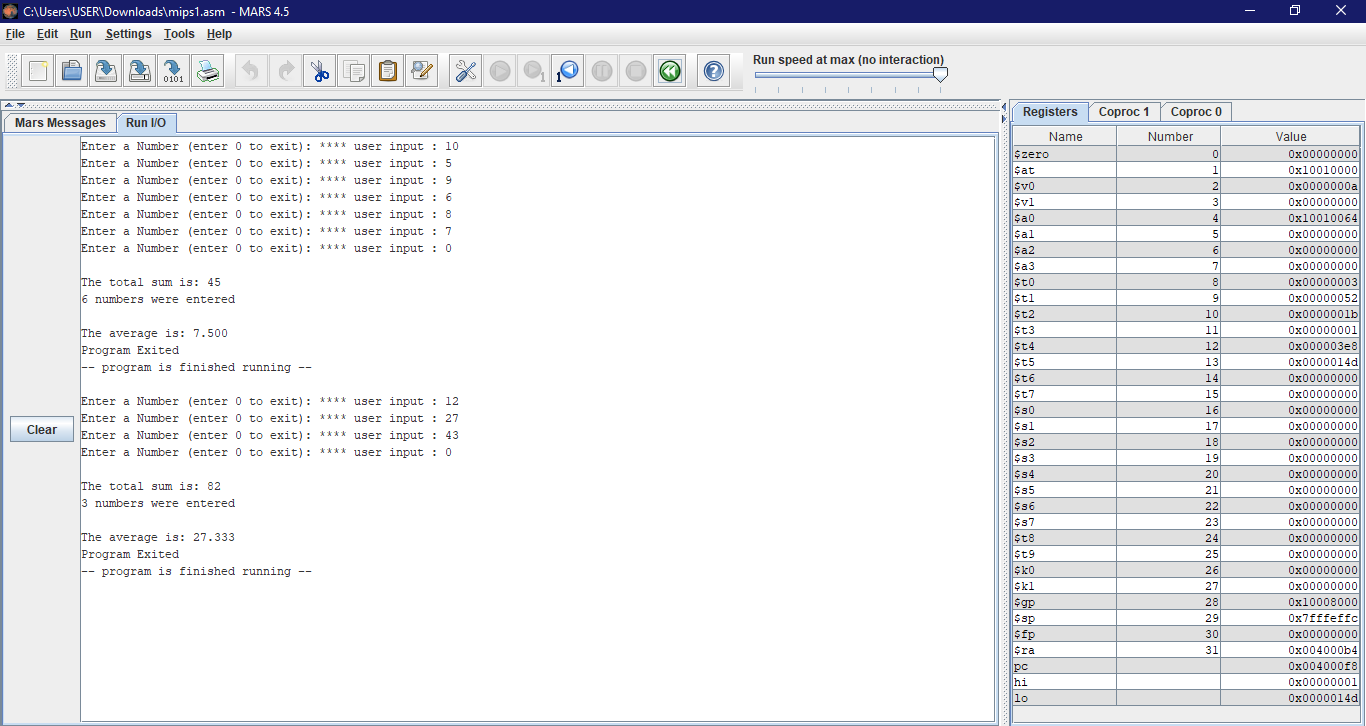 C:\Users\USER\Downloads\mips1.asm - MARS 4.5
File Edit Run Settings Tools Help
Run speed at max (no interaction)
Mars Messages Run I/O
Clear
Enter a Number (enter 0 to exit): **** user input : 10
Enter a Number (enter 0 to exit): **** user input : 5
Enter a Number (enter 0 to exit): **** user input : 9
Enter a Number (enter 0 to exit): **** user input : 6
Enter a Number (enter 0 to exit): **** user input : 8
Enter a Number (enter 0 to exit): **** user input : 7
Enter a Number (enter 0 to exit): **** user input : 0
The total sum is: 45
6 numbers were entered
The average is: 7.500
Program Exited
-- program is finished running --
Enter a Number (enter 0 to exit): **** user input : 12
Enter a Number (enter 0 to exit): **** user input : 27
Enter a Number (enter 0 to exit): **** user input : 43
Enter a Number (enter 0 to exit): **** user input : 0
The total sum is: 82
3 numbers were entered
The average is: 27.333
Program Exited
-- program is finished running --
Registers Coproc 1 Coproc 0
Name Number Value
$zero 0 0x00000000
$at 1 0x10010000
$v0 2 0x0000000a
$v1 3 0x00000000
$a0 4 0x10010064
$a1 5 0x00000000
$a2 6 0x00000000
$a3 7 0x00000000
$t0 8 0x00000003
$t1 9 0x00000052
$t2 10 0x0000001b
$t3 11 0x00000001
$t4 12 0x000003e8
$t5 13 0x0000014d
$t6 14 0x00000000
$t7 15 0x00000000
$s0 16 0x00000000
$s1 17 0x00000000
$s2 18 0x00000000
$s3 19 0x00000000
$s4 20 0x00000000
$s5 21 0x00000000
$s6 22 0x00000000
$s7 23 0x00000000
$t8 24 0x00000000
$t9 25 0x00000000
$k0 26 0x00000000
$k1 27 0x00000000
$gp 28 0x10008000
$sp 29 0x7fffeffc
$fp 30 0x00000000
$ra 31 0x004000b4
pc 0x004000f8
hi 0x00000001
lo 0x0000014d